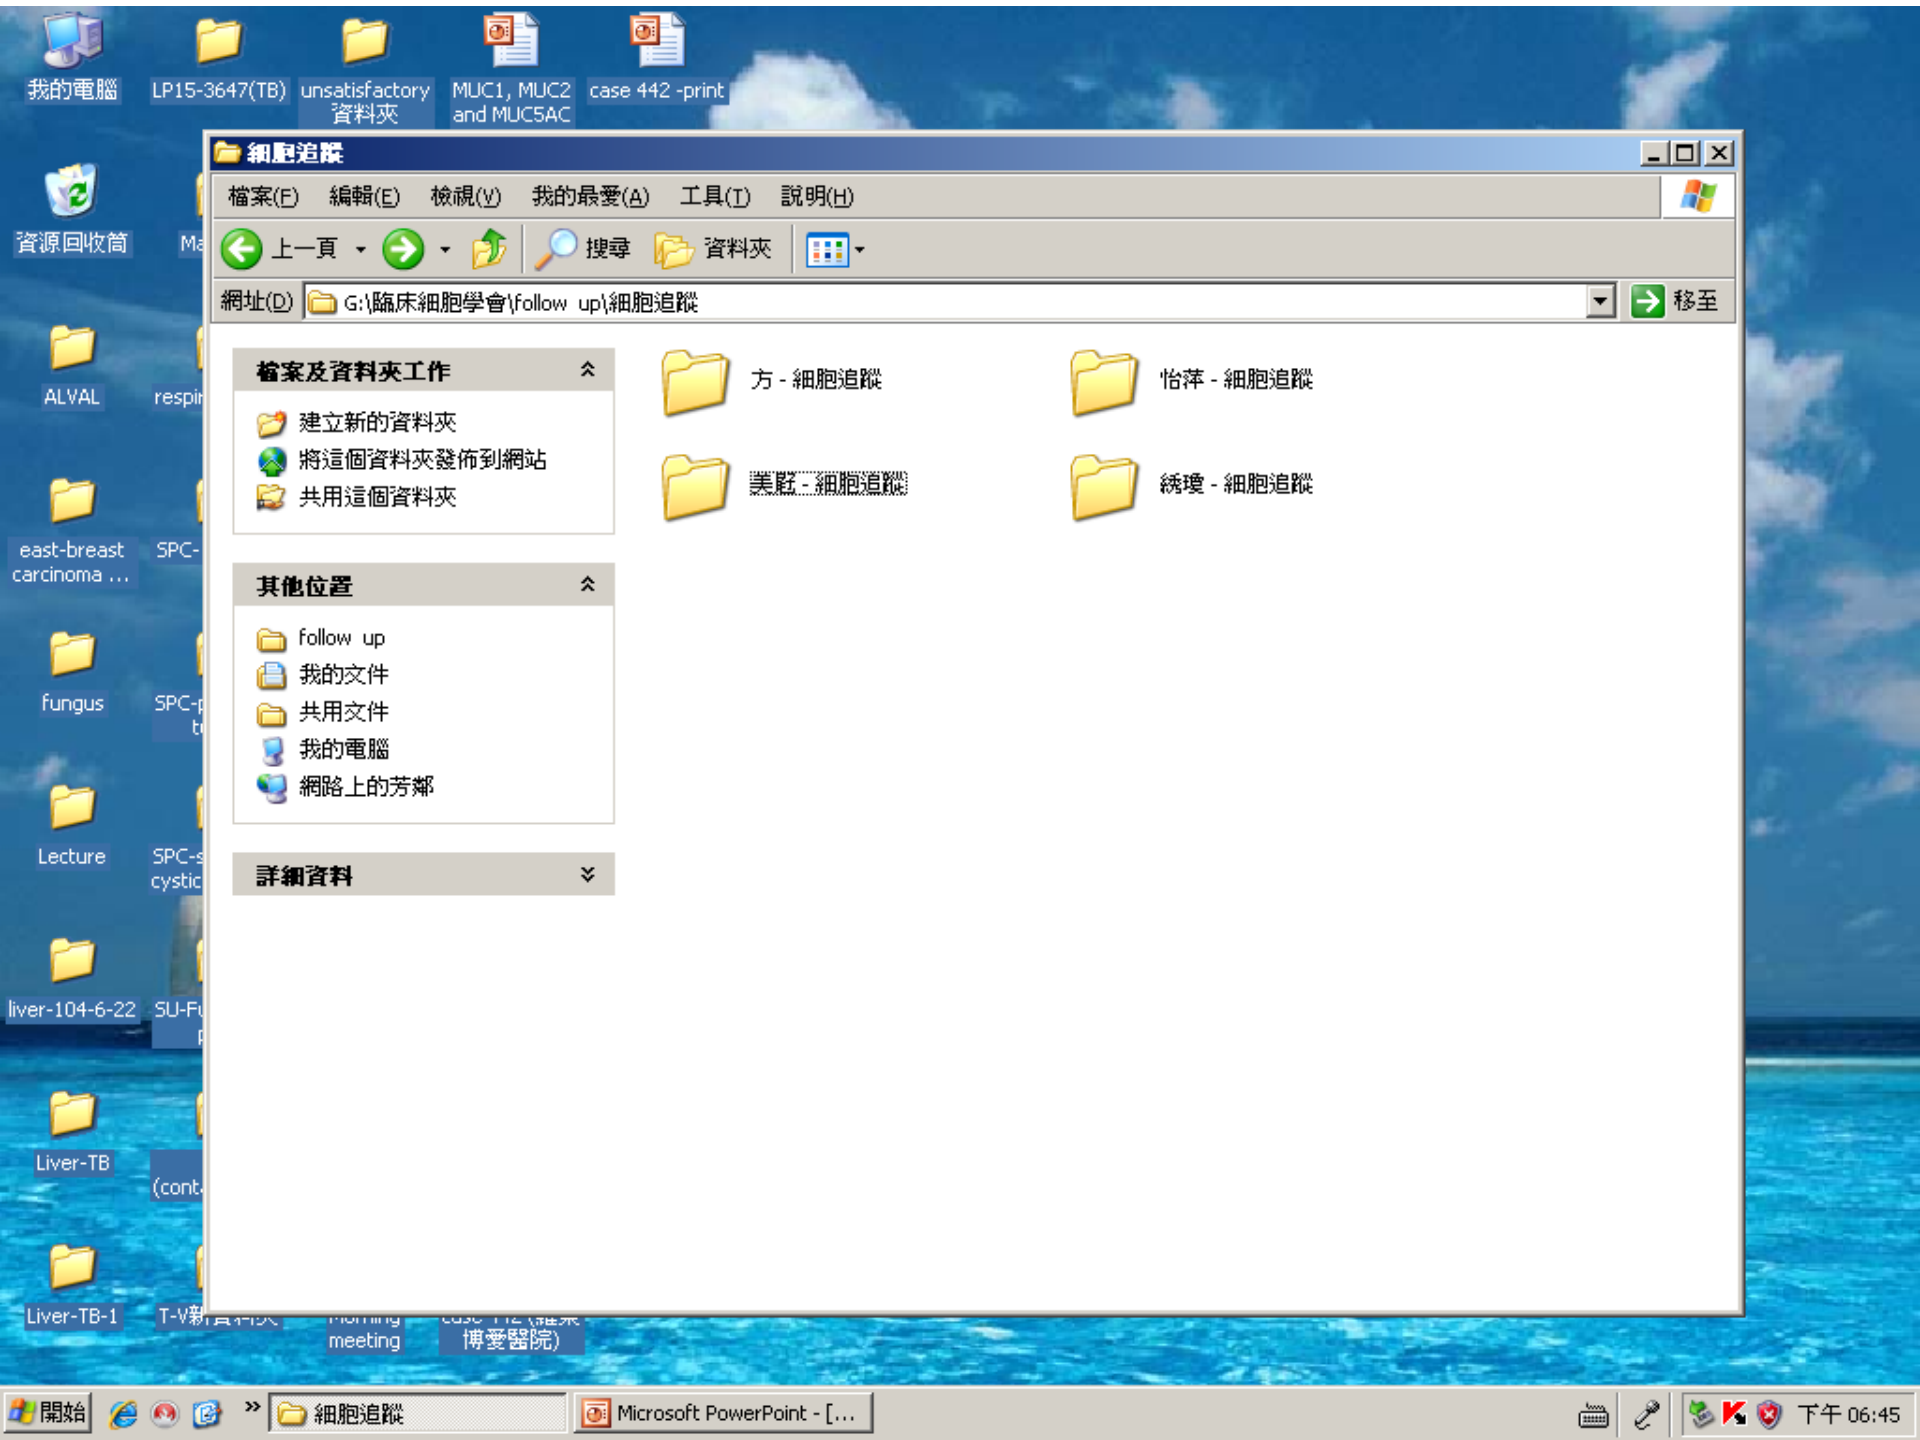 我的電腦
LP15-3647(TB)
unsatisfactory
資料夾
MUC1, MUC2
and MUC5AC
case 442 -print
資源回收筒
Ma
ALVAL
respir
east-breast
carcinoma ...
SPC-
fungus
SPC-p
Lecture
SPC-s
cystic
liver-104-6-22
SU-Fu
Liver-TB
(conta
Liver-TB-1
meeting
博愛醫院)
細胞追蹤
檔案(F) 編輯(E) 檢視(V) 我的最愛(A) 工具(T) 說明(H)
上一頁 搜尋 資料夾
網址(D) G:\臨床細胞學會\follow up\細胞追蹤 移至
檔案及資料夾工作
建立新的資料夾
將這個資料夾發佈到網站
共用這個資料夾
其他位置
follow up
我的文件
共用文件
我的電腦
網路上的芳鄰
詳細資料
方 - 細胞追蹤
怡萍 - 細胞追蹤
- 細胞追蹤
綉瓊 - 細胞追蹤
開始
細胞追蹤
Microsoft PowerPoint - [...
下午 06:45